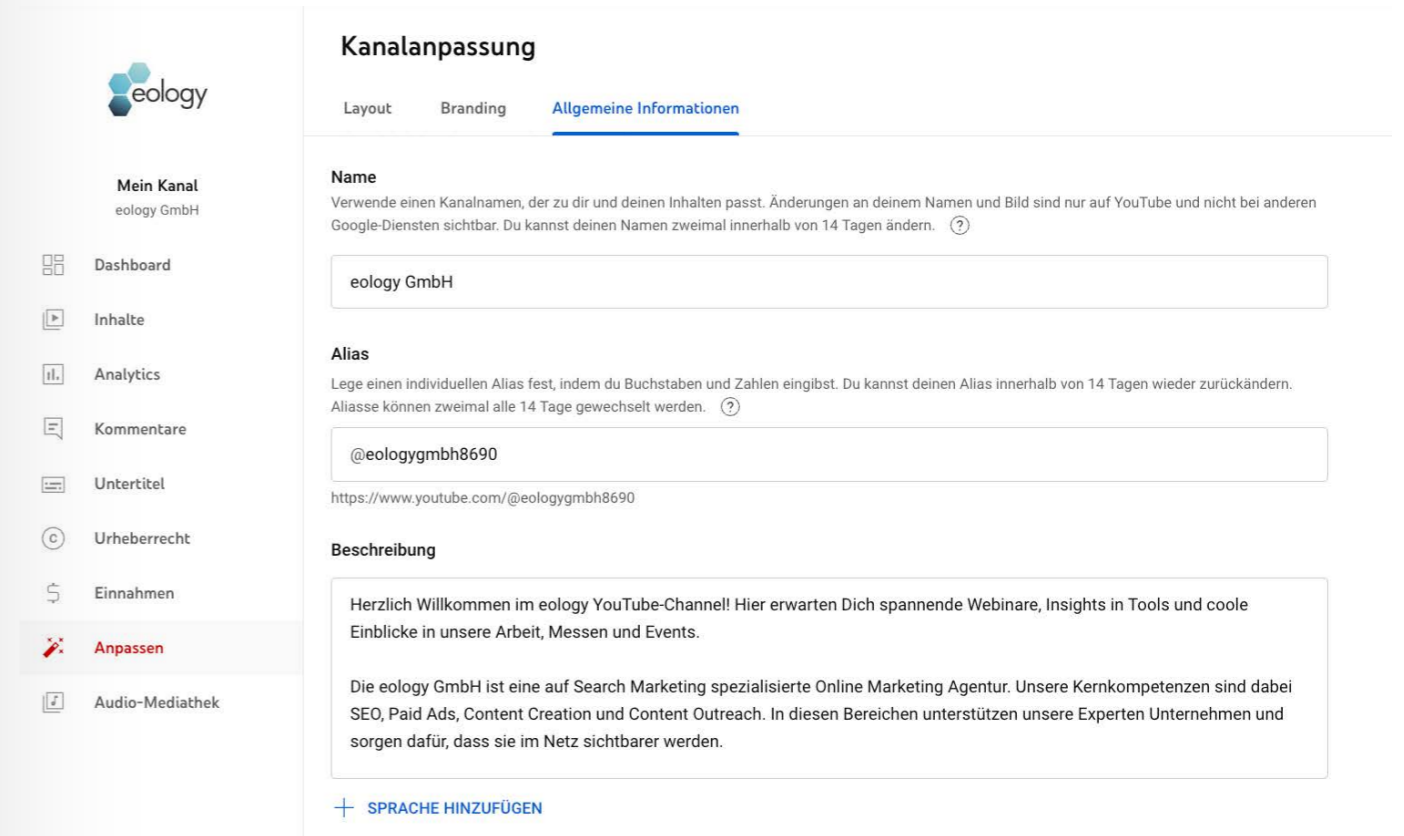 eology
Mein Kanal
eology GmbH
Dashboard
Inhalte
Analytics
Kommentare
Untertitel
Urheberrecht
Einnahmen
Anpassen
Audio-Mediathek
Kanalanpassung
Layout Branding Allgemeine Informationen
Name
Verwende einen Kanalnamen, der zu dir und deinen Inhalten passt. Änderungen an deinem Namen und Bild sind nur auf YouTube und nicht bei anderen
Google-Diensten sichtbar. Du kannst deinen Namen zweimal innerhalb von 14 Tagen ändern. ?
eology GmbH
Alias
Lege einen individuellen Alias fest, indem du Buchstaben und Zahlen eingibst. Du kannst deinen Alias innerhalb von 14 Tagen wieder zurückändern.
Aliasse können zweimal alle 14 Tage gewechselt werden. ?
@eologygmbh8690
https://www.youtube.com/@eologygmbh8690
Beschreibung
Herzlich Willkommen im eology YouTube-Channel! Hier erwarten Dich spannende Webinare, Insights in Tools und coole
Einblicke in unsere Arbeit, Messen und Events.
Die eology GmbH ist eine auf Search Marketing spezialisierte Online Marketing Agentur. Unsere Kernkompetenzen sind dabei
SEO, Paid Ads, Content Creation und Content Outreach. In diesen Bereichen unterstützen unsere Experten Unternehmen und
sorgen dafür, dass sie im Netz sichtbarer werden.
+ SPRACHE HINZUFÜGEN